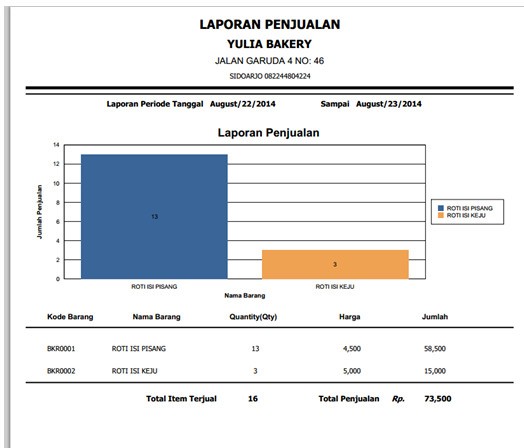 LAPORAN PENJUALAN
YULIA BAKERY
JALAN GARUDA 4 NO: 46
SIDOARJO 082244804224
Laporan Periode Tanggal August/22/2014 Sampai August/23/2014
Laporan Penjualan
14
12
10
8
6
4
2
0
Jumlah Penjualan
13
3
ROTI ISI PISANG
ROTI ISI KEJU
ROTI ISI PISANG ROTI ISI KEJU
Nama Barang
Kode Barang Nama Barang Quantity(Qty) Harga Jumlah
BKR0001 ROTI ISI PISANG 13 4,500 58,500
BKR0002 ROTI ISI KEJU 3 5,000 15,000
Total Item Terjual 16 Total Penjualan Rp. 73,500